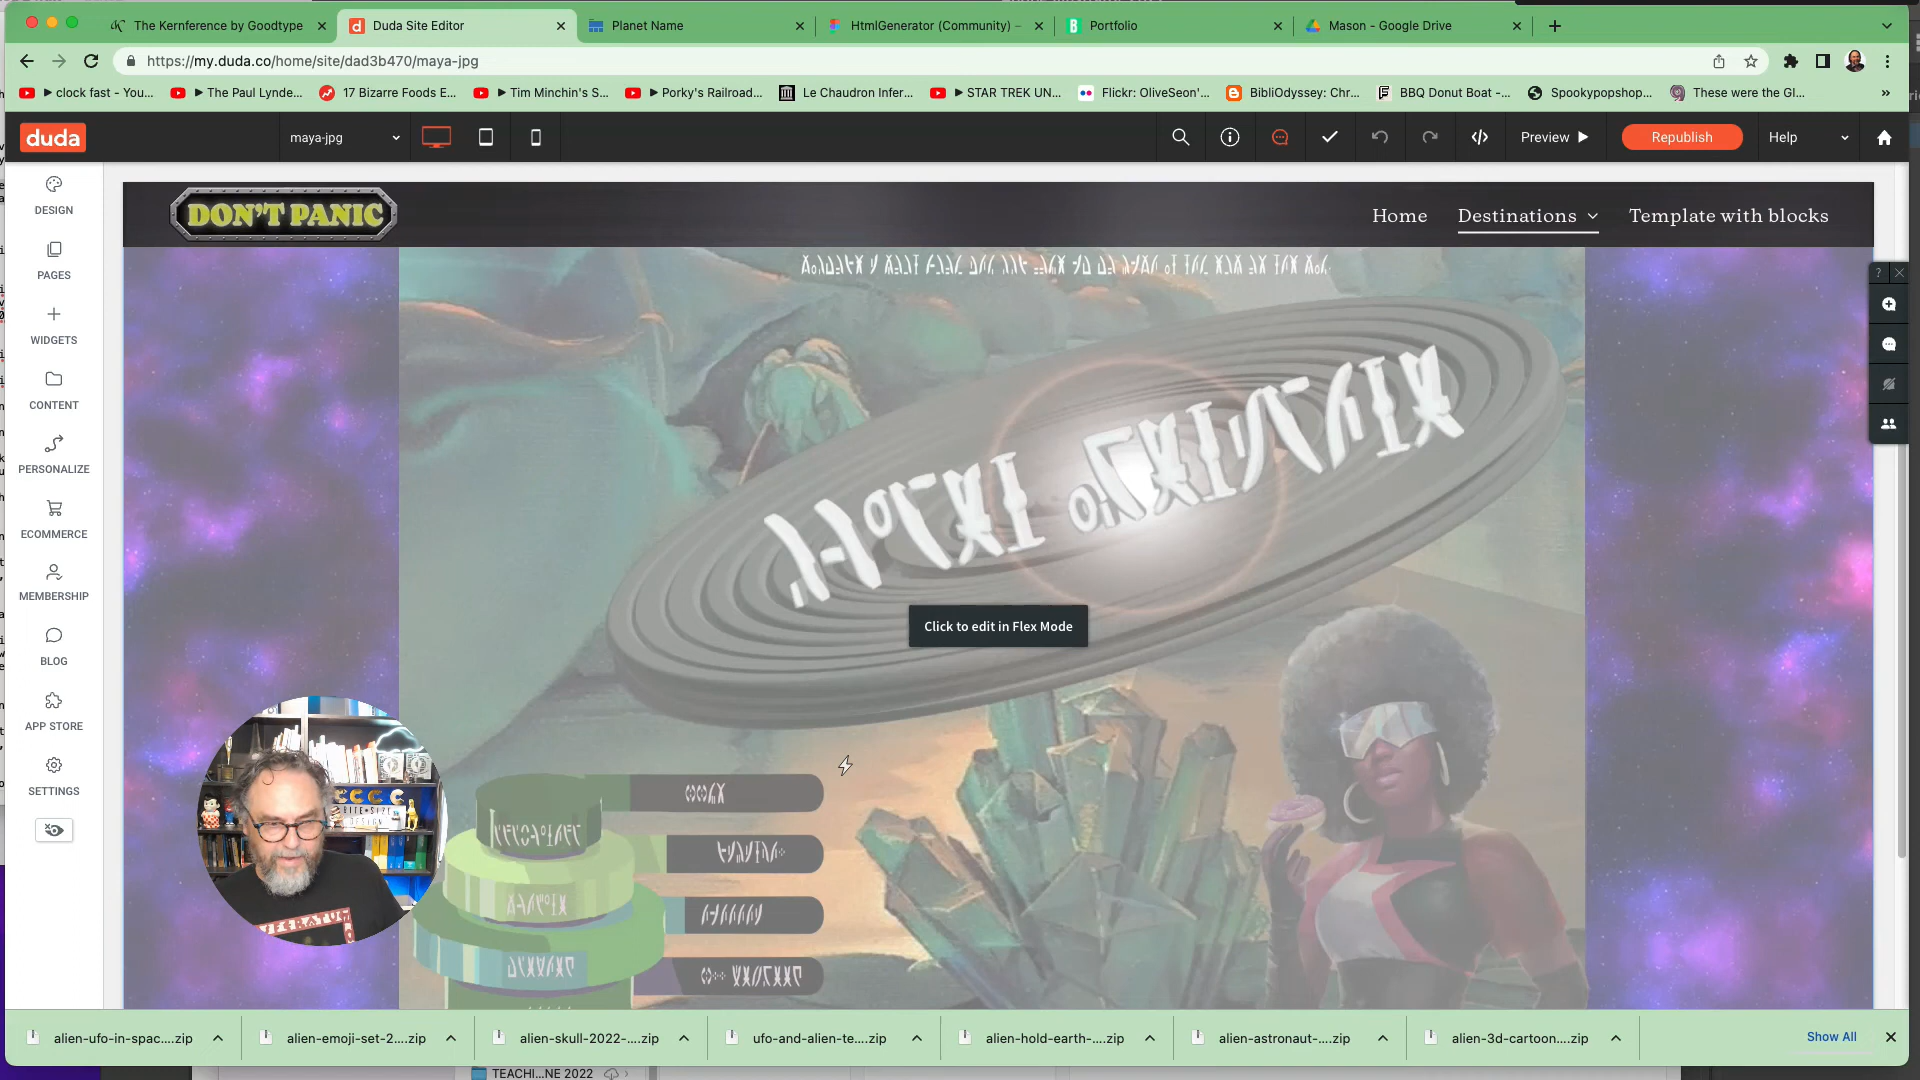 The Kernference by Goodtype
Duda Site Editor
Planet Name
HtmlGenerator (Community) –
Portfolio
Mason - Google Drive
https://my.duda.co/home/site/dad3b470/maya-jpg
clock fast - You...
The Paul Lynde...
17 Bizarre Foods E...
Tim Minchin's S...
Porky's Railroad...
Le Chaudron Infer...
STAR TREK UN...
Flickr: OliveSeon'...
BibliOdyssey: Chr...
BBQ Donut Boat -...
Spookypopshop...
These were the Gl...
duda
maya-jpg
Preview
Republish
Help
DESIGN
PAGES
WIDGETS
CONTENT
PERSONALIZE
ECOMMERCE
MEMBERSHIP
BLOG
APP STORE
SETTINGS
DON'T PANIC
Home
Destinations
Template with blocks
Click to edit in Flex Mode
BITE•SIZE
DESIGN
alien-ufo-in-spac....zip
alien-emoji-set-2....zip
alien-skull-2022-....zip
ufo-and-alien-te....zip
alien-hold-earth-....zip
alien-astronaut-....zip
alien-3d-cartoon....zip
Show All
TEACHI...NE 2022